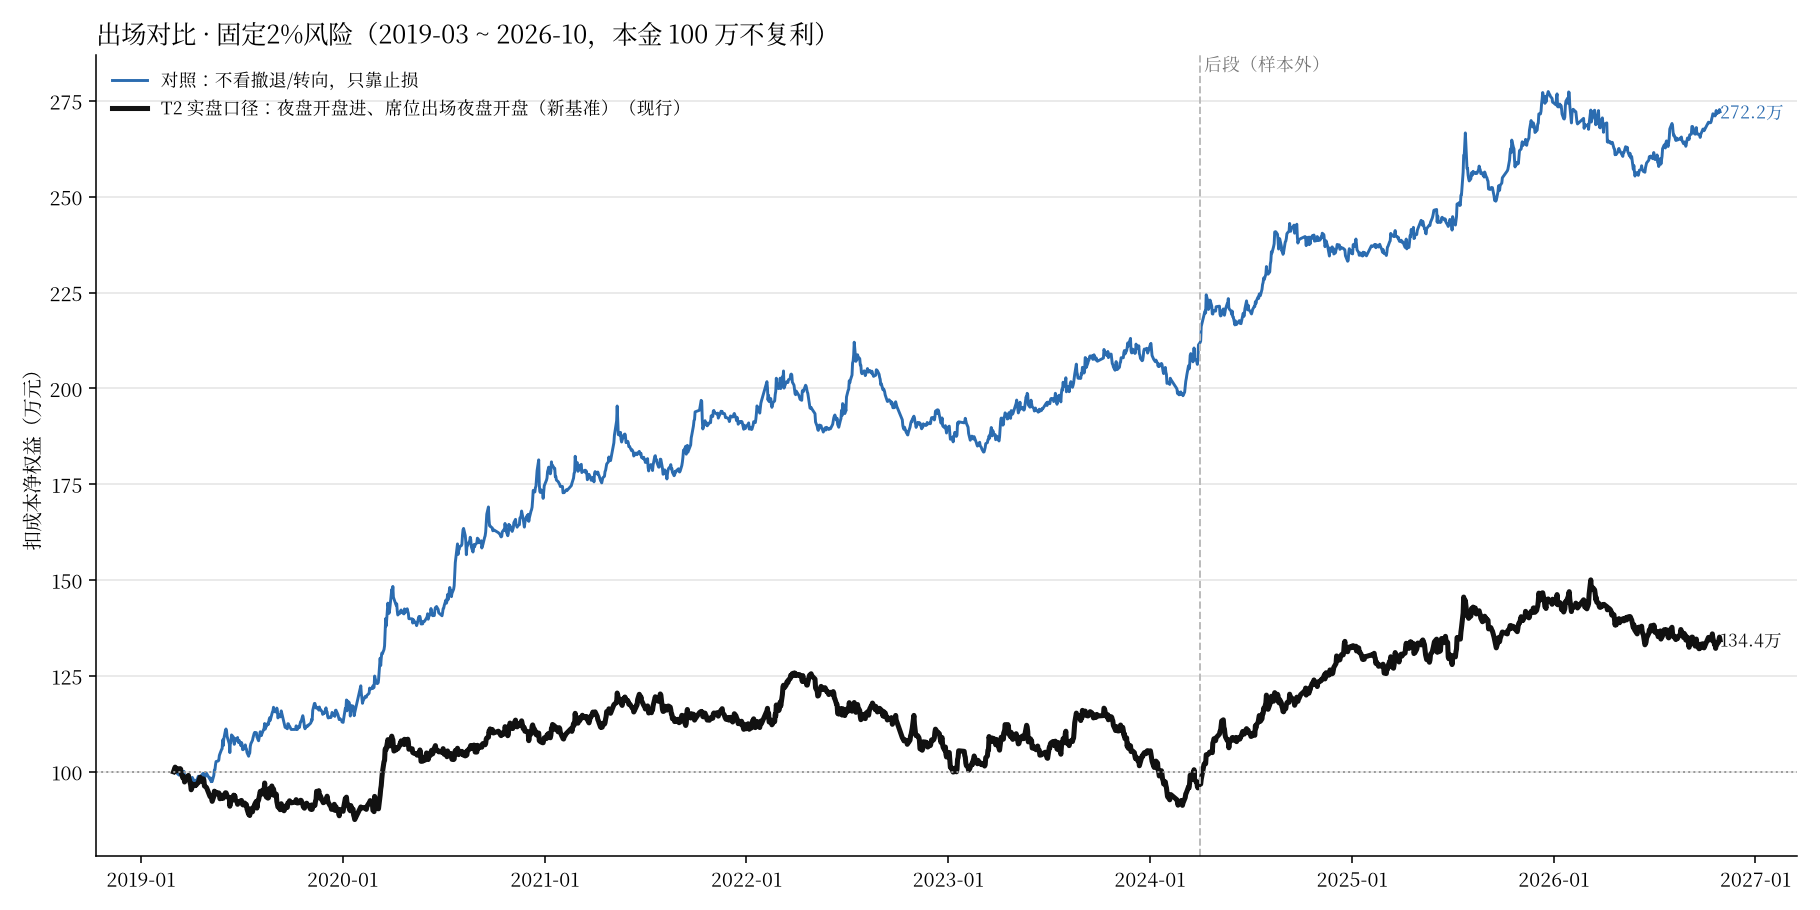 出场对比 · 固定2%风险（2019-03 ~ 2026-10，本金 100 万不复利）
对照：不看撤退/转向，只靠止损
T2 实盘口径：夜盘开盘进、席位出场夜盘开盘（新基准）（现行）
后段（样本外）
扣成本净权益（万元）
275
250
225
200
175
150
125
100
272.2万
134.4万
2019-01
2020-01
2021-01
2022-01
2023-01
2024-01
2025-01
2026-01
2027-01